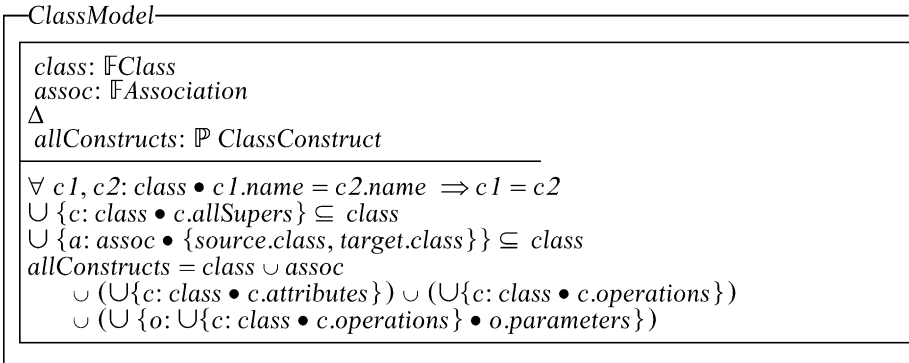 ClassModel
class: 𝔽Class
assoc: 𝔽Association
Δ
allConstructs: ℙ ClassConstruct
∀ c1, c2: class • c1.name = c2.name ⇒ c1 = c2
∪ {c: class • c.allSupers} ⊆ class
∪ {a: assoc • {source.class, target.class}} ⊆ class
allConstructs = class ∪ assoc
∪ (∪{c: class • c.attributes}) ∪ (∪{c: class • c.operations})
∪ (∪ {o: ∪{c: class • c.operations} • o.parameters})